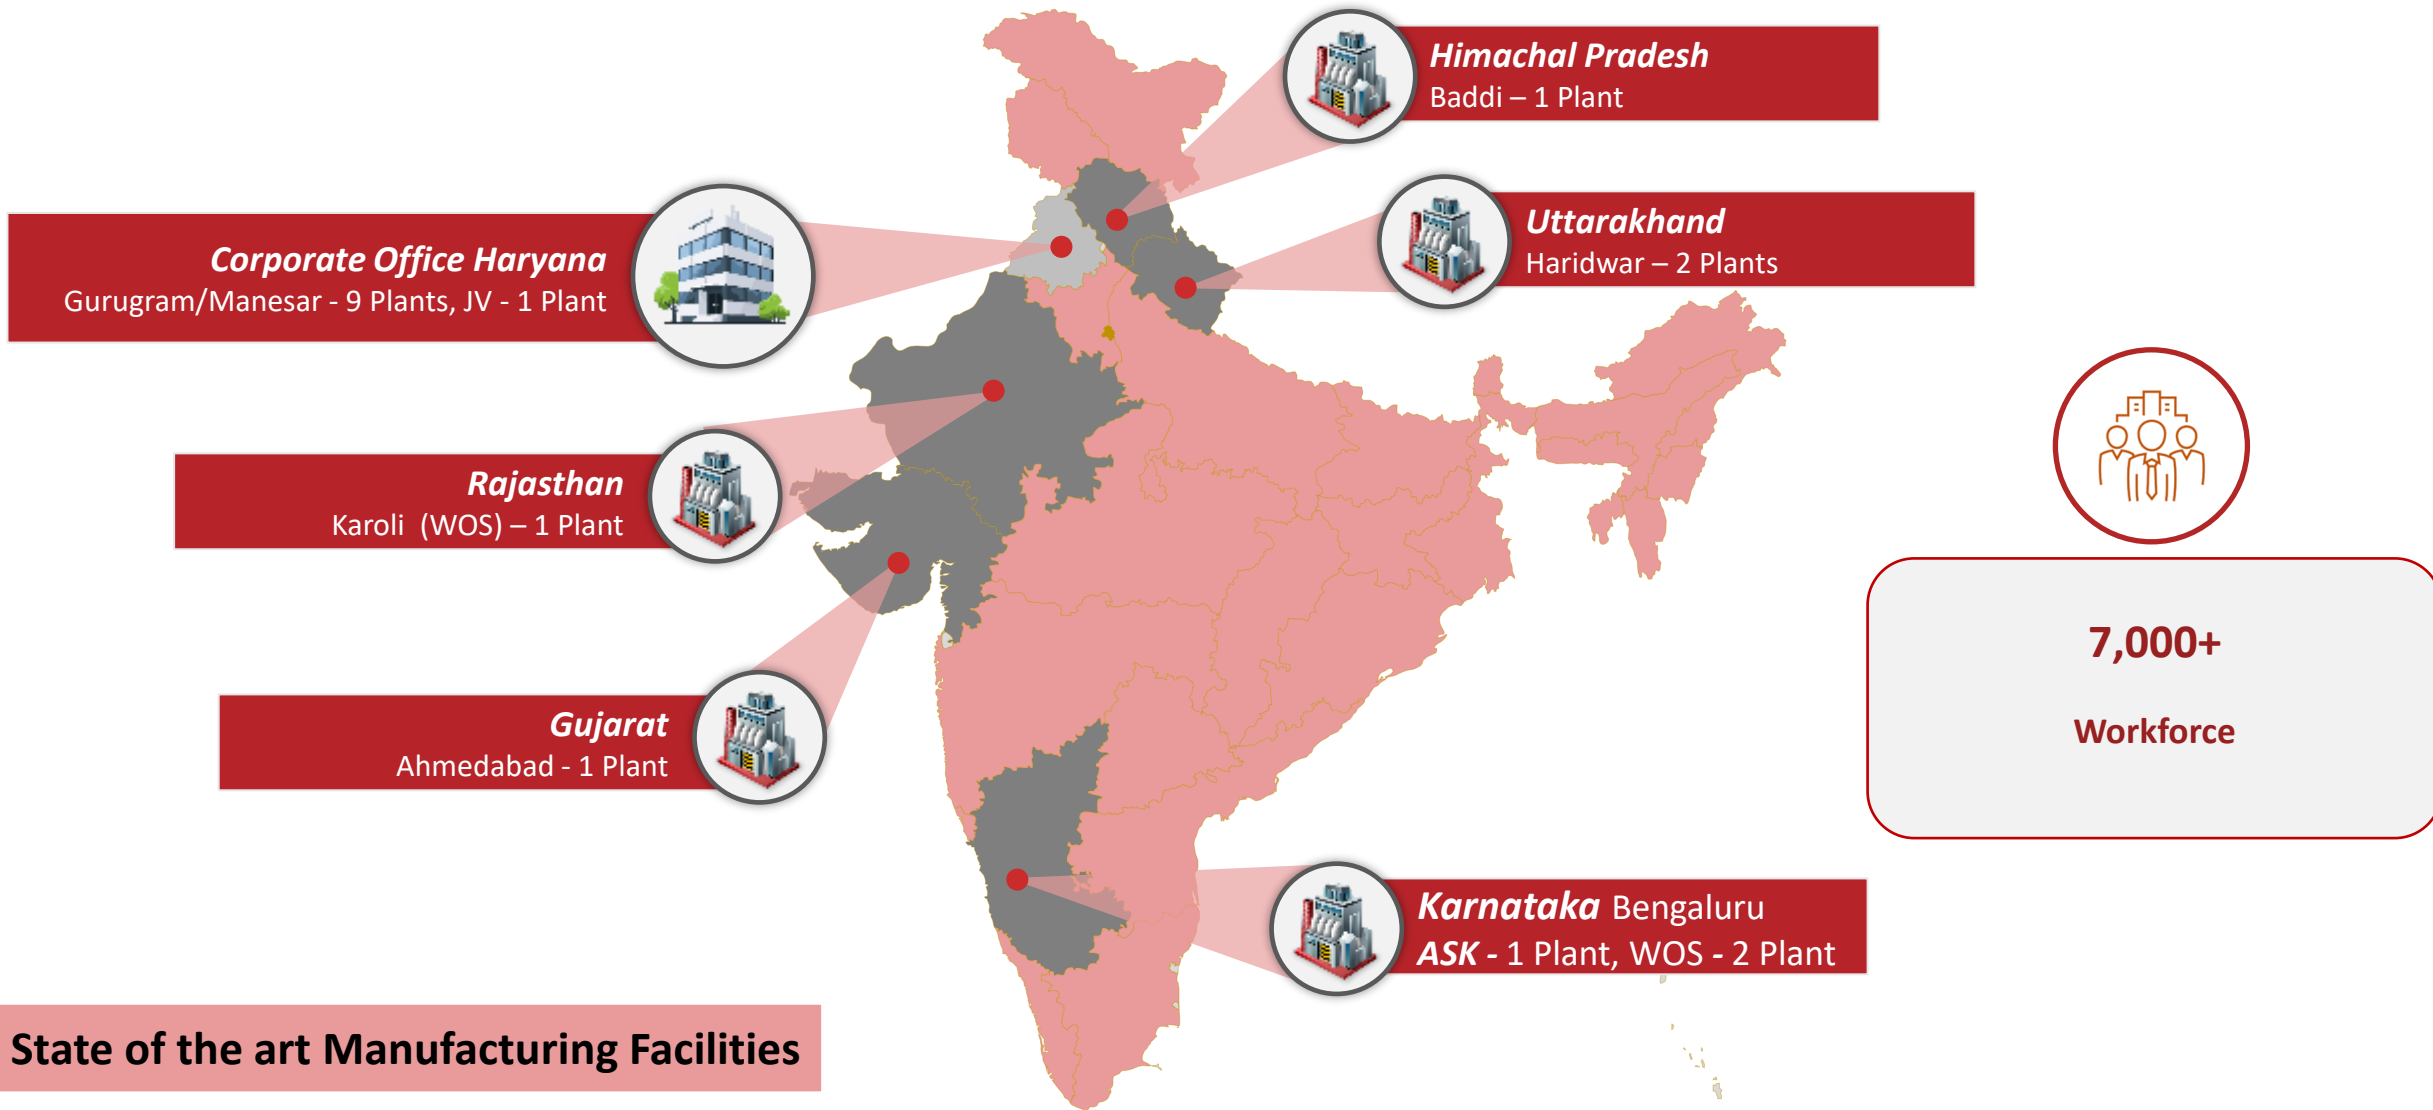 Himachal Pradesh
Baddi – 1 Plant
Uttarakhand
Haridwar – 2 Plants
Corporate Office Haryana
Gurugram/Manesar - 9 Plants, JV - 1 Plant
Rajasthan
Karoli (WOS) – 1 Plant
Gujarat
Ahmedabad - 1 Plant
7,000+
Workforce
Karnataka Bengaluru
ASK - 1 Plant, WOS - 2 Plant
State of the art Manufacturing Facilities